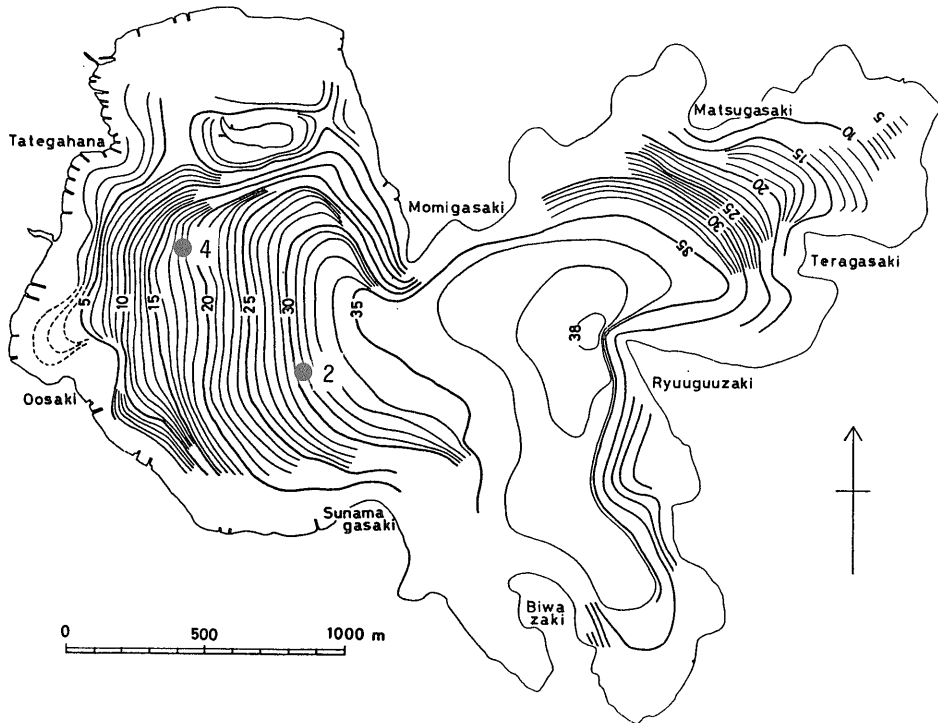 Matsugasaki
Tategahana
5
10
15
20
25
30
35
Momigasaki
Teragasaki
4
5
10
15
20
25
30
35
38
2
Oosaki
Ryuuguuzaki
Sunama
gasaki
Biwa
zaki
0 500 1000 m